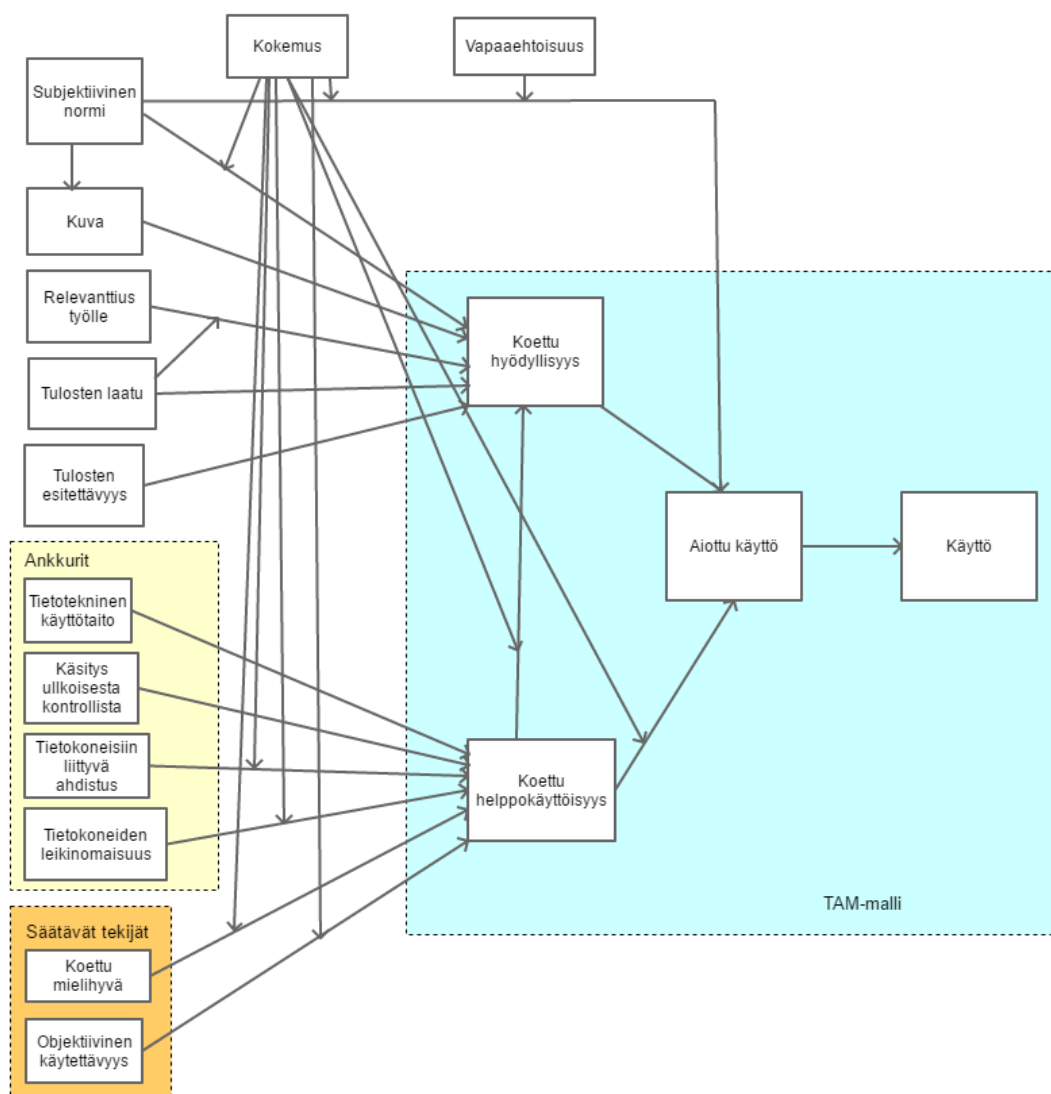 Kokemus
Vapaaehtoisuus
Subjektiivinen
normi
Kuva
Relevanttius
työlle
Tulosten laatu
Tulosten
esitettävyys
Ankkurit
Tietotekninen
käyttötaito
Käsitys
ullkoisesta
kontrollista
Tietokoneisiin
liittyvä
ahdistus
Tietokoneiden
leikinomaisuus
Säätävät tekijät
Koettu
mielihyvä
Objektiivinen
käytettävyys
Koettu
hyödyllisyys
Koettu
helppokäyttöisyys
Aiottu käyttö
Käyttö
TAM-malli